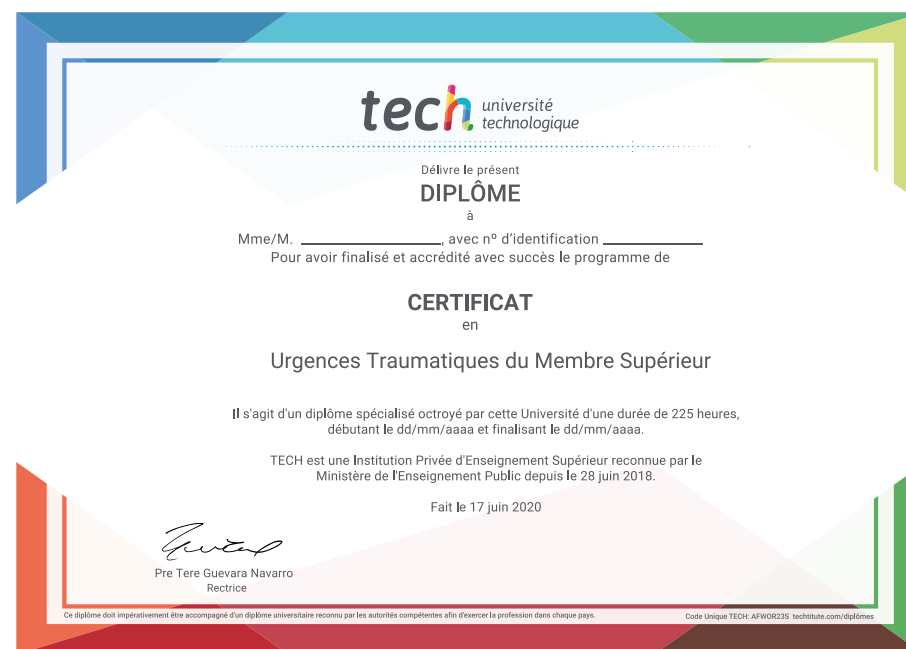 tech université
technologique
Délivre le présent
DIPLÔME
à
Mme/M. ____________________, avec nº d'identification ______________
Pour avoir finalisé et accrédité avec succès le programme de
CERTIFICAT
en
Urgences Traumatiques du Membre Supérieur
Il s'agit d'un diplôme spécialisé octroyé par cette Université d'une durée de 225 heures,
débutant le dd/mm/aaaa et finalisant le dd/mm/aaaa.
TECH est une Institution Privée d'Enseignement Supérieur reconnue par le
Ministère de l'Enseignement Public depuis le 28 juin 2018.
Fait le 17 juin 2020
Pre Tere Guevara Navarro
Rectrice
Ce diplôme doit impérativement être accompagné d'un diplôme universitaire reconnu par les autorités compétentes afin d'exercer la profession dans chaque pays.
Code Unique TECH: AFWOR23S techtitute.com/diplômes